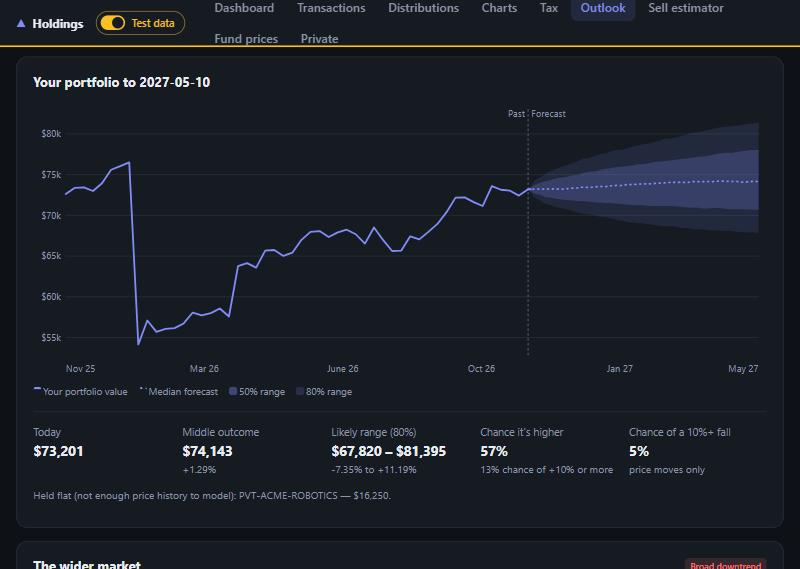 Dashboard Transactions Distributions Charts Tax Outlook Sell estimator
Holdings Test data
Fund prices Private
Your portfolio to 2027-05-10
Past Forecast
$80k
$75k
$70k
$65k
$60k
$55k
Nov 25 Mar 26 June 26 Oct 26 Jan 27 May 27
Your portfolio value Median forecast 50% range 80% range
Today Middle outcome Likely range (80%) Chance it's higher Chance of a 10%+ fall
$73,201 $74,143 $67,820 – $81,395 57% 5%
+1.29% -7.35% to +11.19% 13% chance of +10% or more price moves only
Held flat (not enough price history to model): PVT-ACME-ROBOTICS — $16,250.
The wider market Broad downtrend